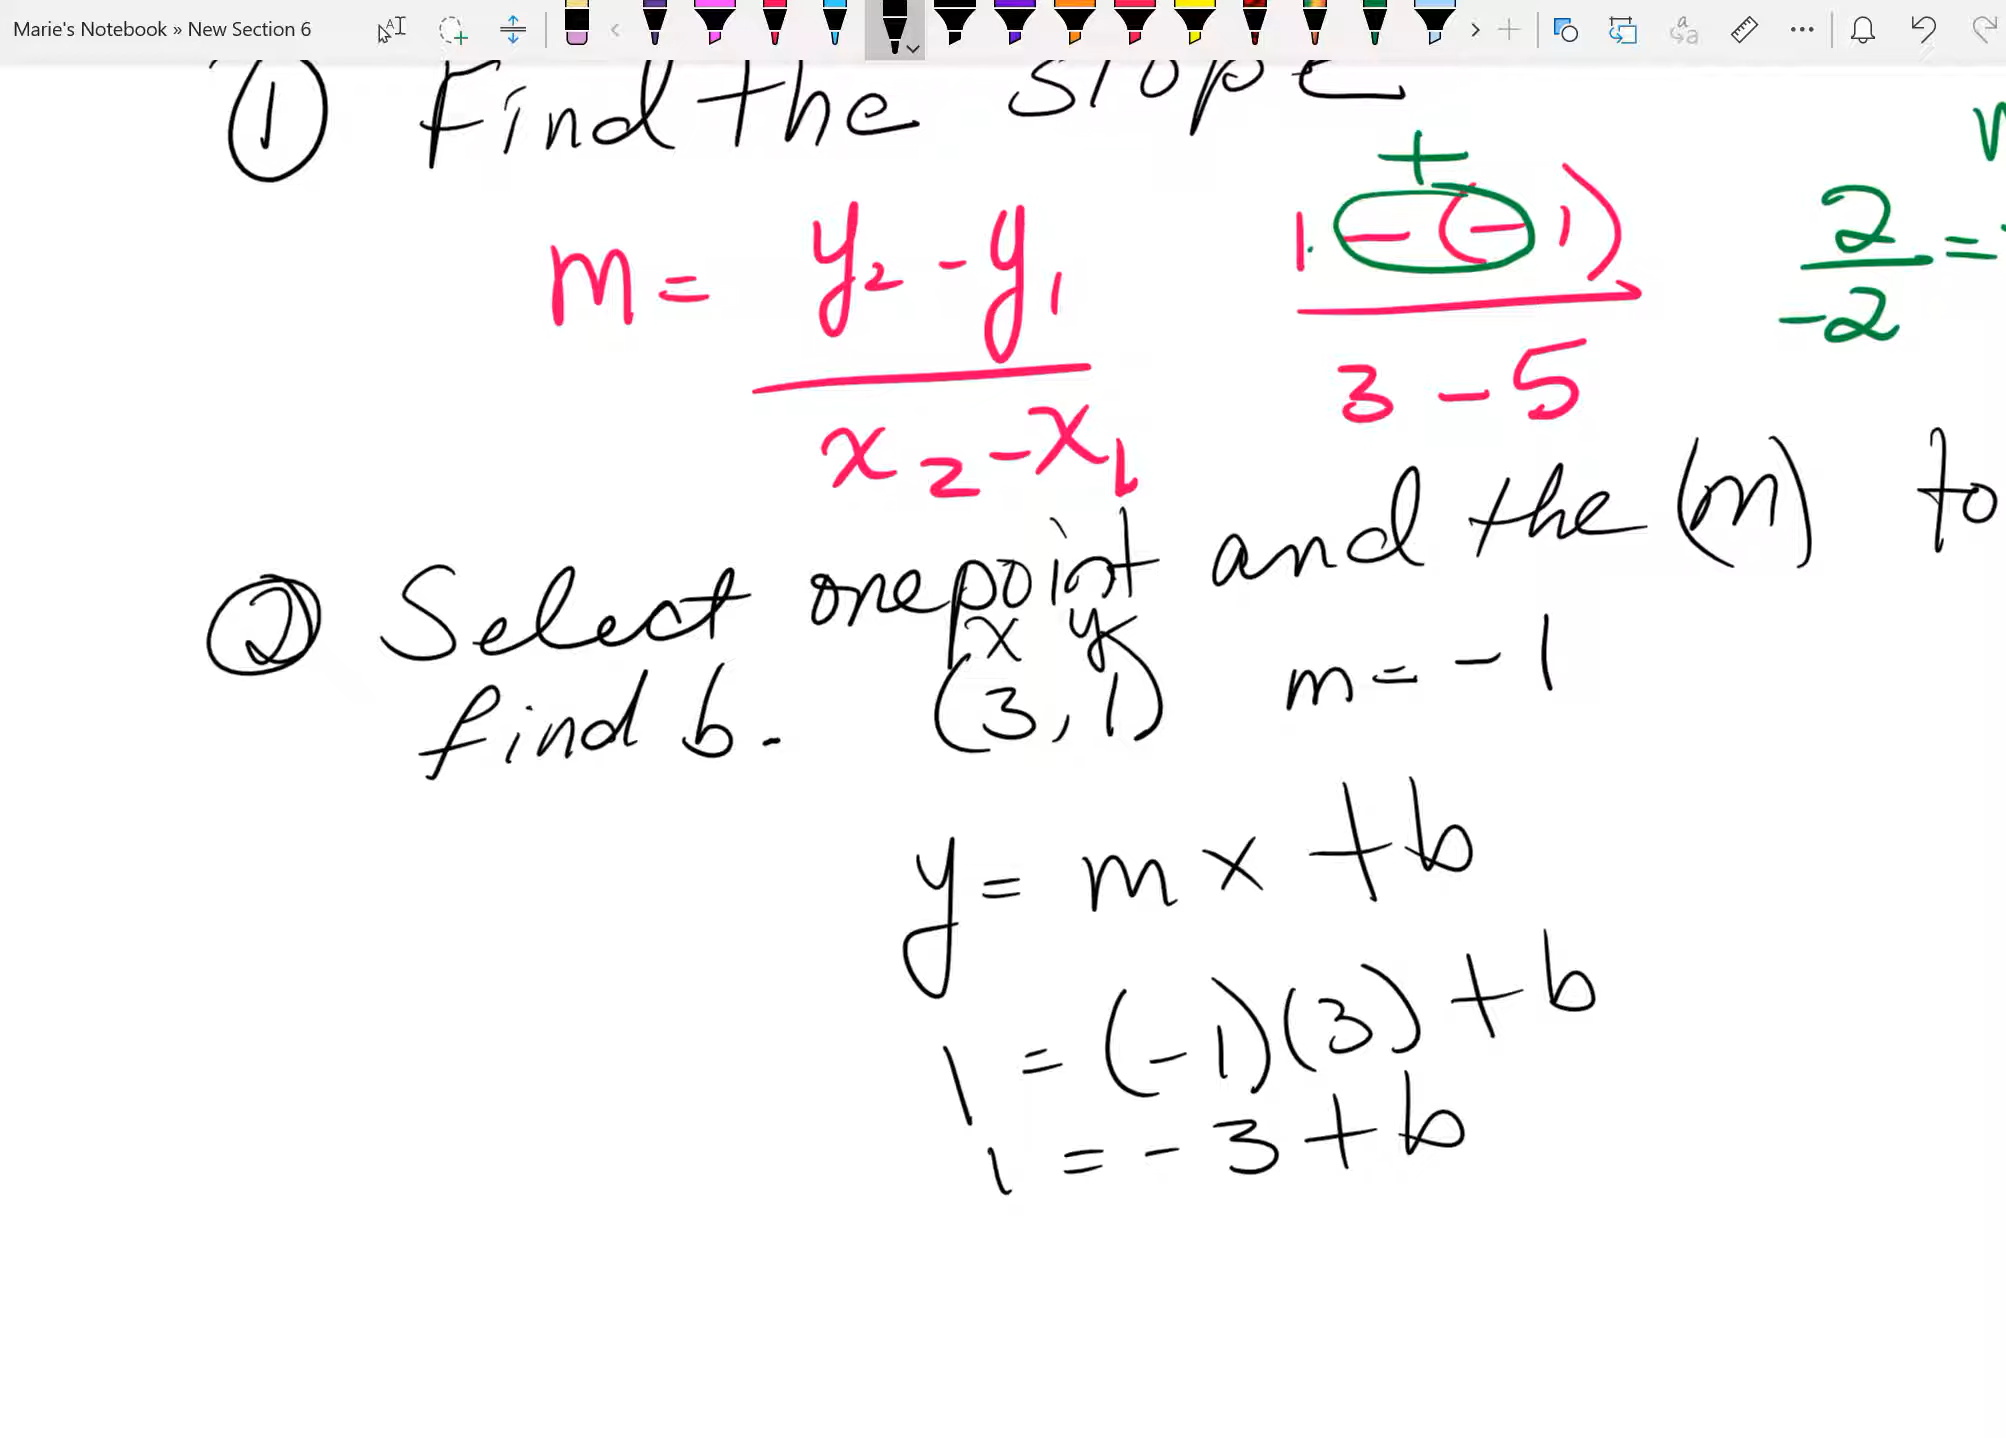 Marie's Notebook » New Section 6
① Find the slope
m = y₂ - y₁ / x₂ - x₁
+
1 - (-1) / 3 - 5
2 / -2 =
② Select one point and the (m) to
x y
find b. (3, 1) m = -1
y = mx + b
1 = (-1)(3) + b
1 = -3 + b